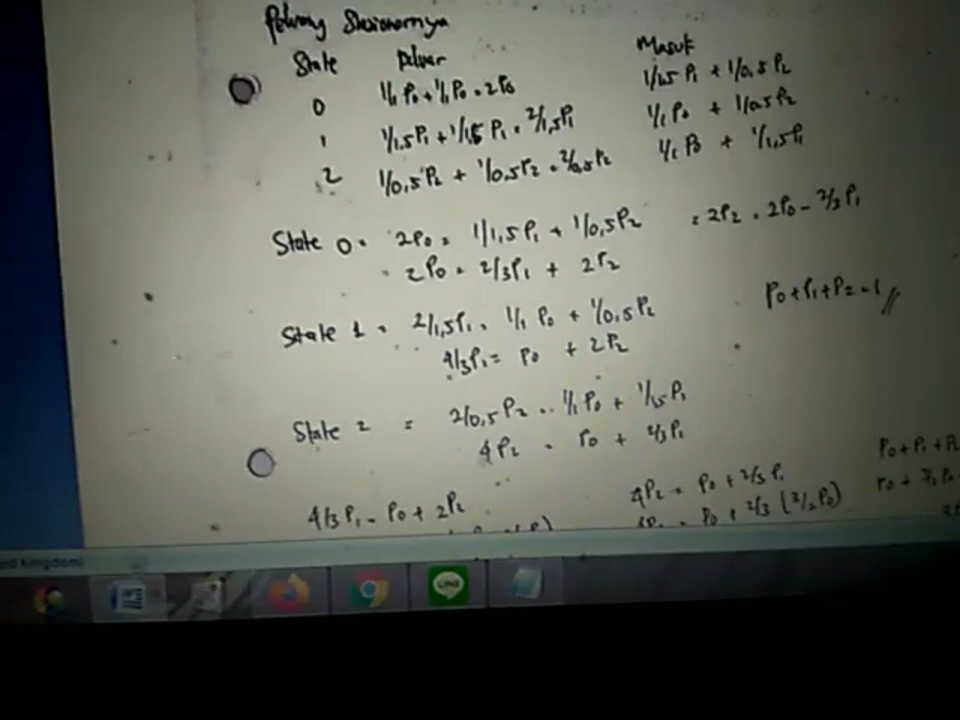 Peluang Stasionernya
State Keluar Masuk
0 1/1 P0 + 1/1 P0 = 2P0 1/1,5 P1 + 1/0,5 P2
1 1/1,5 P1 + 1/1,5 P1 = 2/1,5 P1 1/1 P0 + 1/0,5 P2
2 1/0,5 P2 + 1/0,5 P2 = 2/0,5 P2 1/1 P0 + 1/1,5 P1
State 0 = 2P0 = 1/1,5 P1 + 1/0,5 P2 = 2P2 = 2P0 - 2/3 P1
2P0 = 2/3 P1 + 2P2
P0 + P1 + P2 = 1 //
State 1 = 2/1,5 P1 = 1/1 P0 + 1/0,5 P2
4/3 P1 = P0 + 2P2
State 2 = 2/0,5 P2 = 1/1 P0 + 1/1,5 P1
4P2 = P0 + 2/3 P1
4/3 P1 = P0 + 2P2 4P2 = P0 + 2/3 P1 P0 + P1 + P2
P0 + 2/3 (3/2 P0)
Kingdom)
LINE